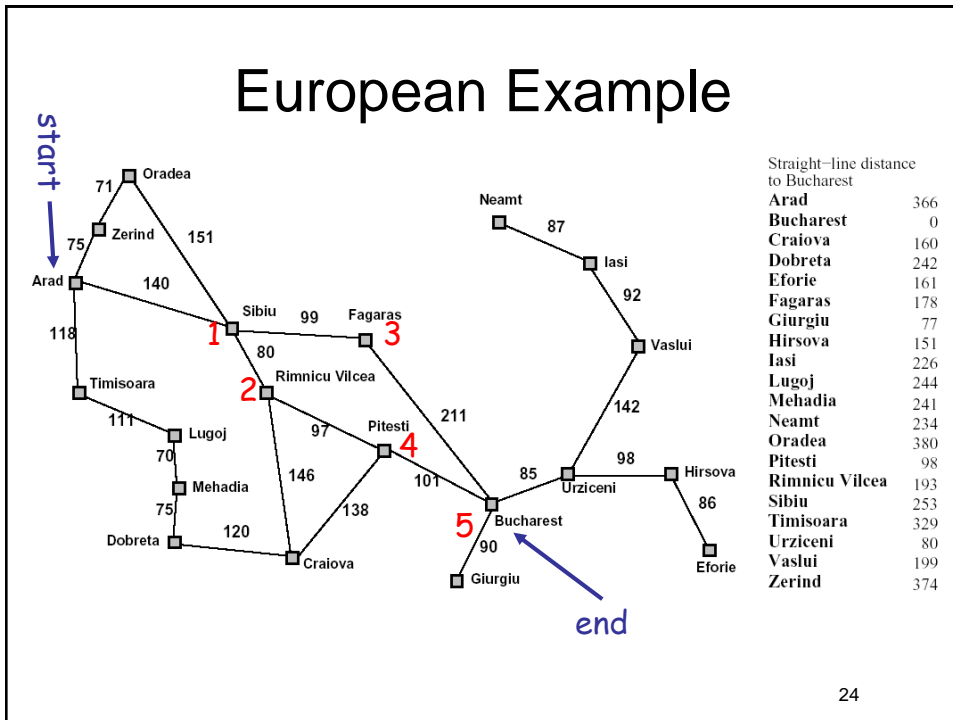 European Example
start
Oradea
71
Neamt
87
Zerind
151
75
Iasi
Arad
140
92
Sibiu
Fagaras
99
1
3
118
80
Vaslui
Timisoara
2
Rimnicu Vilcea
211
142
111
Lugoj
97
Pitesti
4
70
98
Hirsova
146
85
Mehadia
101
Urziceni
138
86
75
5
Bucharest
120
Dobreta
90
Craiova
Eforie
Giurgiu
end
Straight-line distance
to Bucharest
Arad 366
Bucharest 0
Craiova 160
Dobreta 242
Eforie 161
Fagaras 178
Giurgiu 77
Hirsova 151
Iasi 226
Lugoj 244
Mehadia 241
Neamt 234
Oradea 380
Pitesti 98
Rimnicu Vilcea 193
Sibiu 253
Timisoara 329
Urziceni 80
Vaslui 199
Zerind 374
24